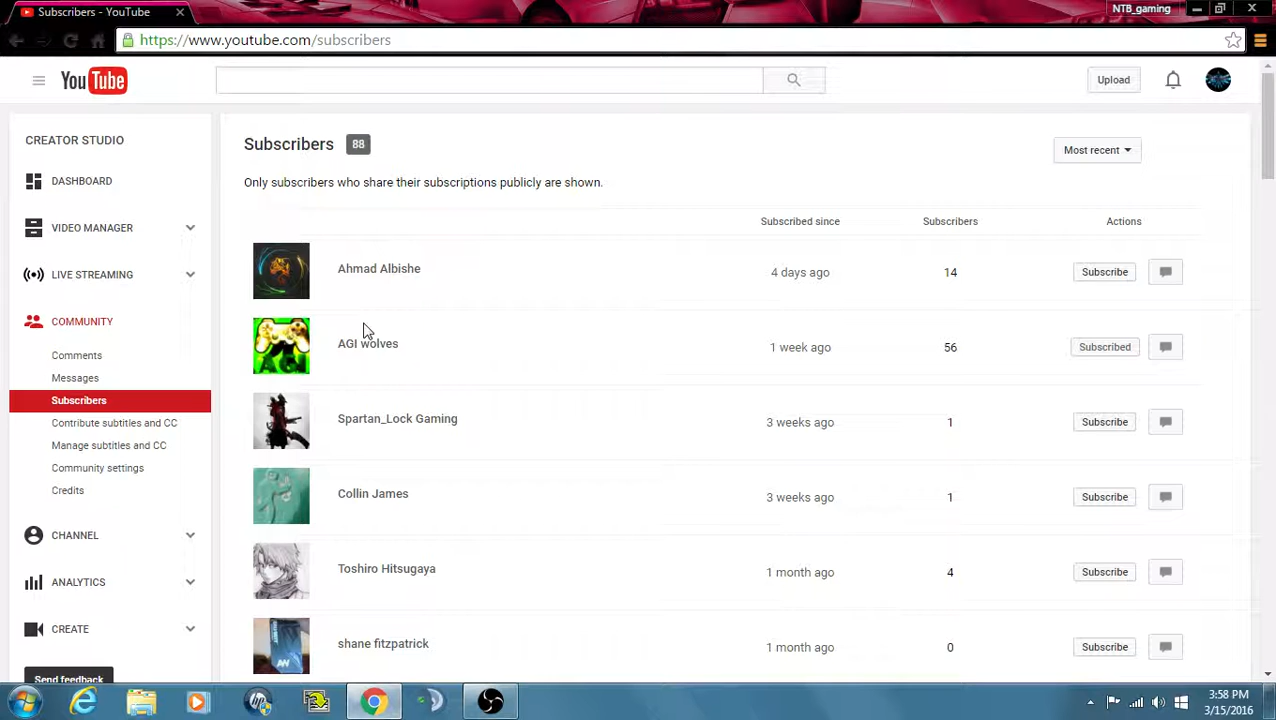 Subscribers - YouTube
NTB_gaming
https://www.youtube.com/subscribers
YouTube
Upload
CREATOR STUDIO
DASHBOARD
VIDEO MANAGER
LIVE STREAMING
COMMUNITY
Comments
Messages
Subscribers
Contribute subtitles and CC
Manage subtitles and CC
Community settings
Credits
CHANNEL
ANALYTICS
CREATE
Send feedback
Subscribers 88
Most recent
Only subscribers who share their subscriptions publicly are shown.
Subscribed since Subscribers Actions
Ahmad Albishe 4 days ago 14 Subscribe
AGI wolves 1 week ago 56 Subscribed
Spartan_Lock Gaming 3 weeks ago 1 Subscribe
Collin James 3 weeks ago 1 Subscribe
Toshiro Hitsugaya 1 month ago 4 Subscribe
shane fitzpatrick 1 month ago 0 Subscribe
3:58 PM
3/15/2016